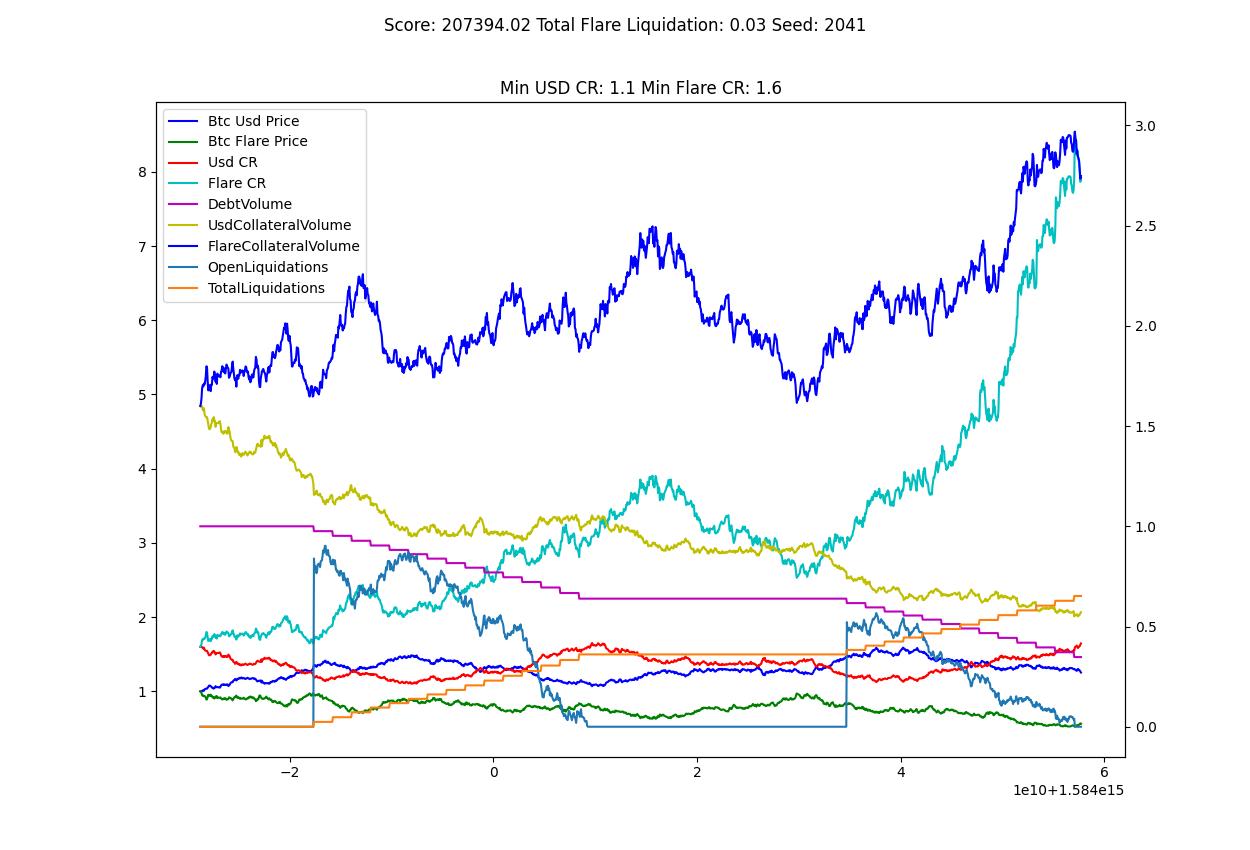 Score: 207394.02 Total Flare Liquidation: 0.03 Seed: 2041
Min USD CR: 1.1 Min Flare CR: 1.6
Btc Usd Price
Btc Flare Price
Usd CR
Flare CR
DebtVolume
UsdCollateralVolume
FlareCollateralVolume
OpenLiquidations
TotalLiquidations
8
7
6
5
4
3
2
1
3.0
2.5
2.0
1.5
1.0
0.5
0.0
−2
0
2
4
6
1e10+1.584e15